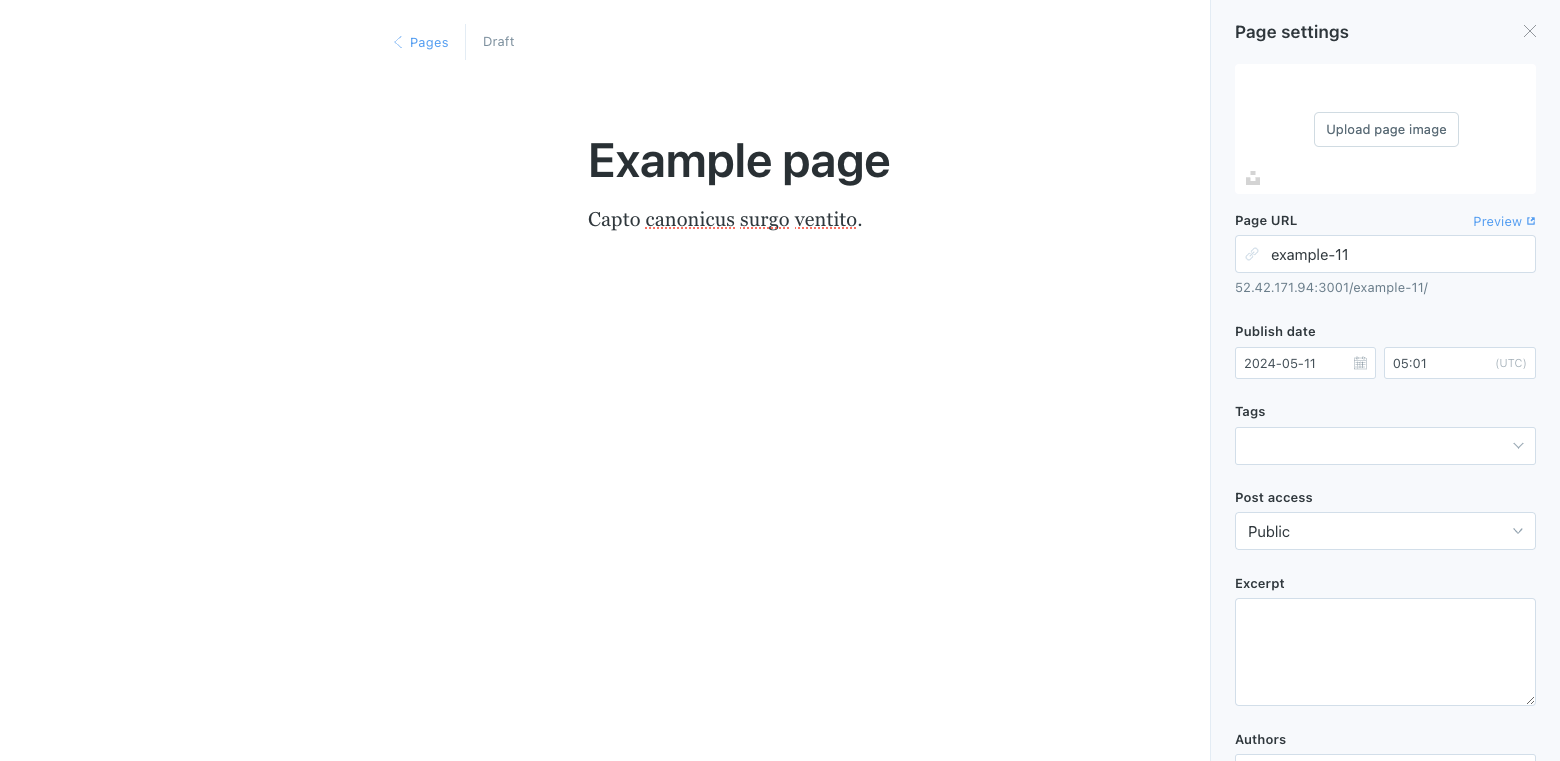 Pages
Draft
Example page
Capto canonicus surgo ventito.
Page settings
Upload page image
Page URL
Preview
example-11
52.42.171.94:3001/example-11/
Publish date
2024-05-11
05:01
(UTC)
Tags
Post access
Public
Excerpt
Authors